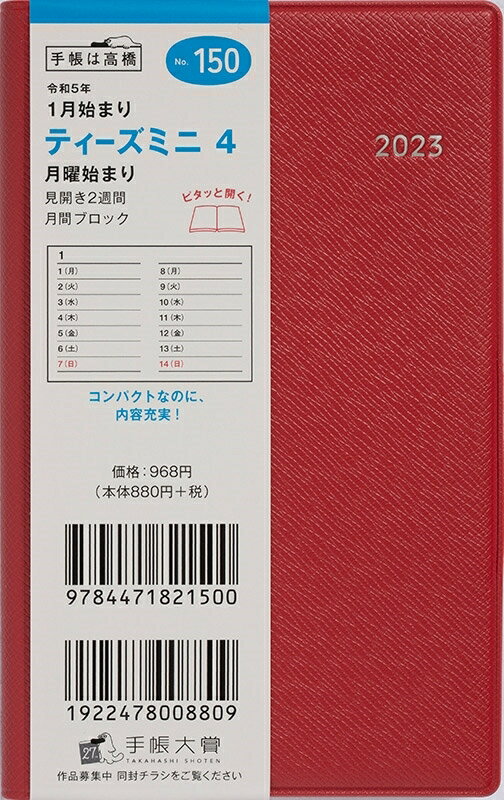 手帳は高橋
No. 150
令和5年
1月始まり
ティーズミニ 4
月曜始まり
見開き2週間
月間ブロック
ピタッと開く!
2023
1
1(月) 8(月)
2(火) 9(火)
3(水) 10(水)
4(木) 11(木)
5(金) 12(金)
6(土) 13(土)
7(日) 14(日)
コンパクトなのに、
内容充実!
価格:968円
(本体880円+税)
9784471821500
1922478008809
27th 手帳大賞
TAKAHASHI SHOTEN
作品募集中 同封チラシをご覧ください